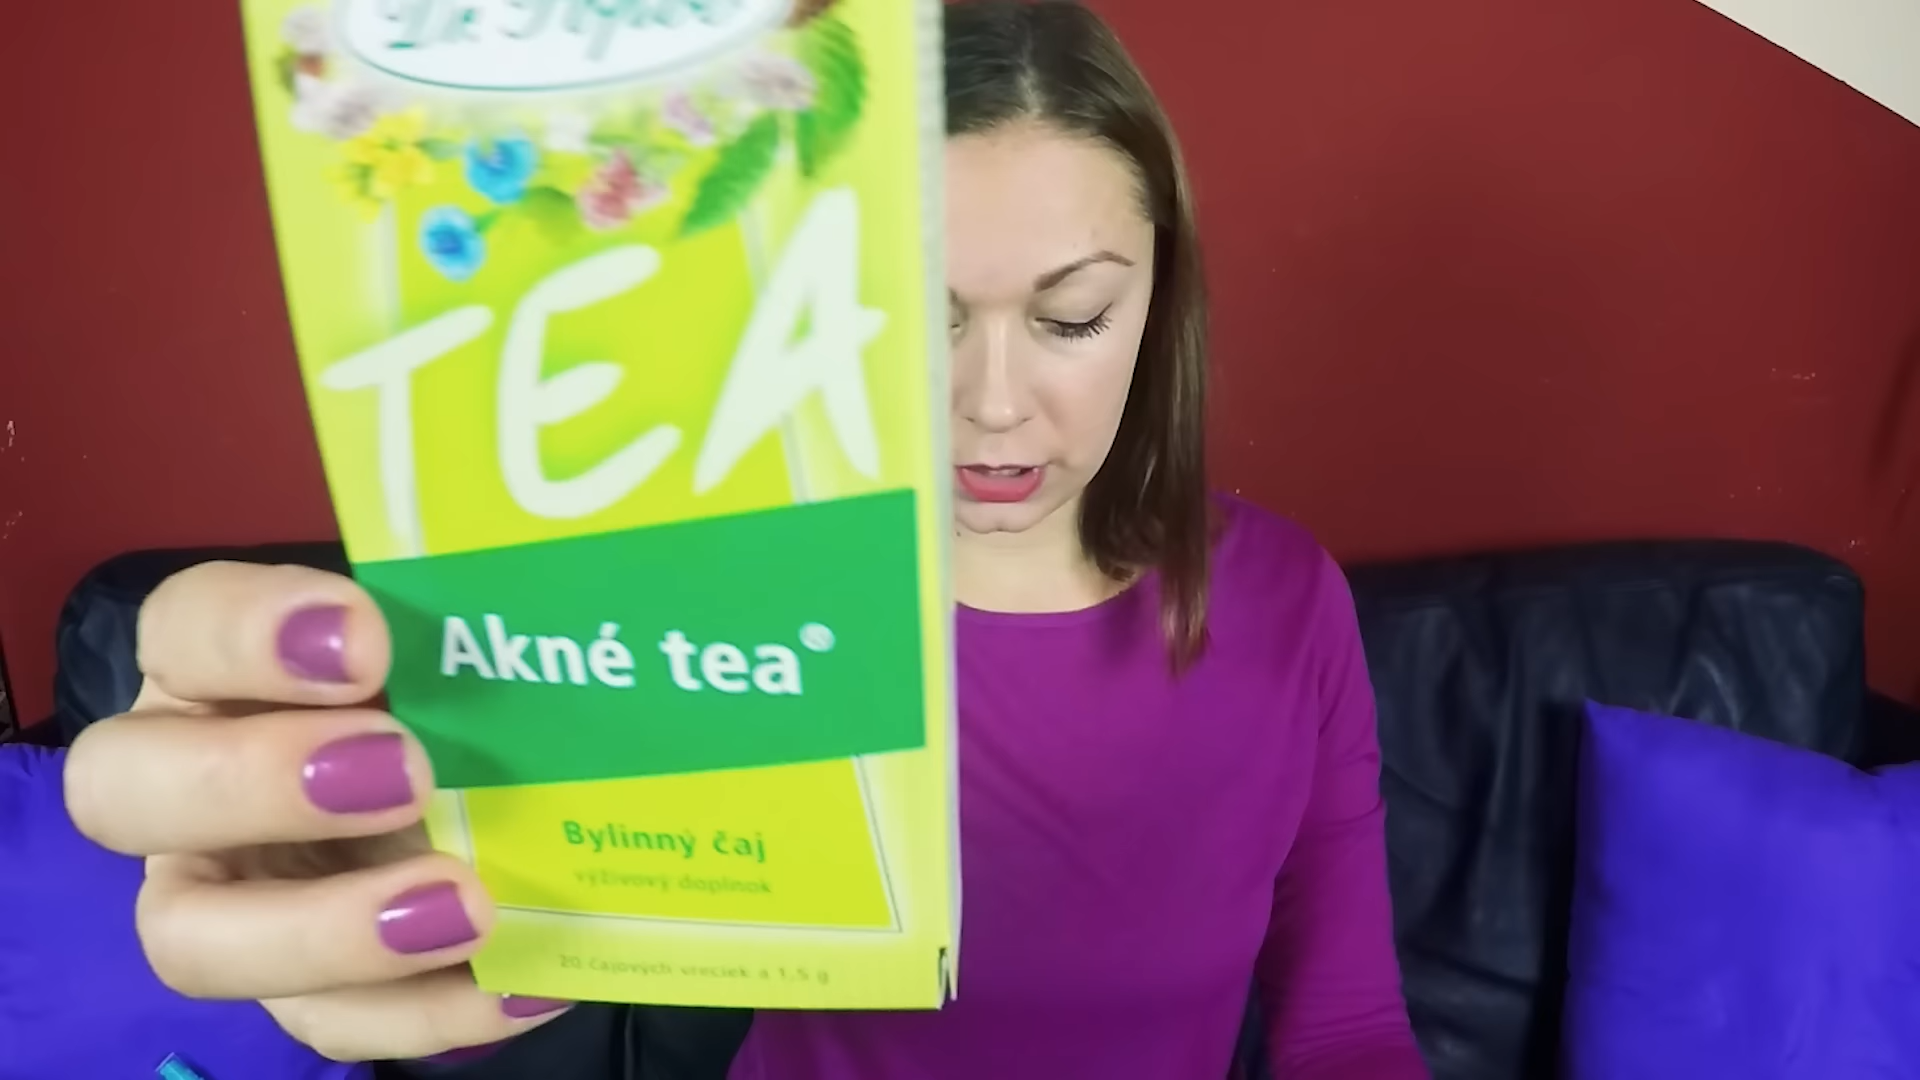 TEA
Akné tea®
Bylinný čaj
výživový doplnok
20 čajových vreciek a 1,5 g